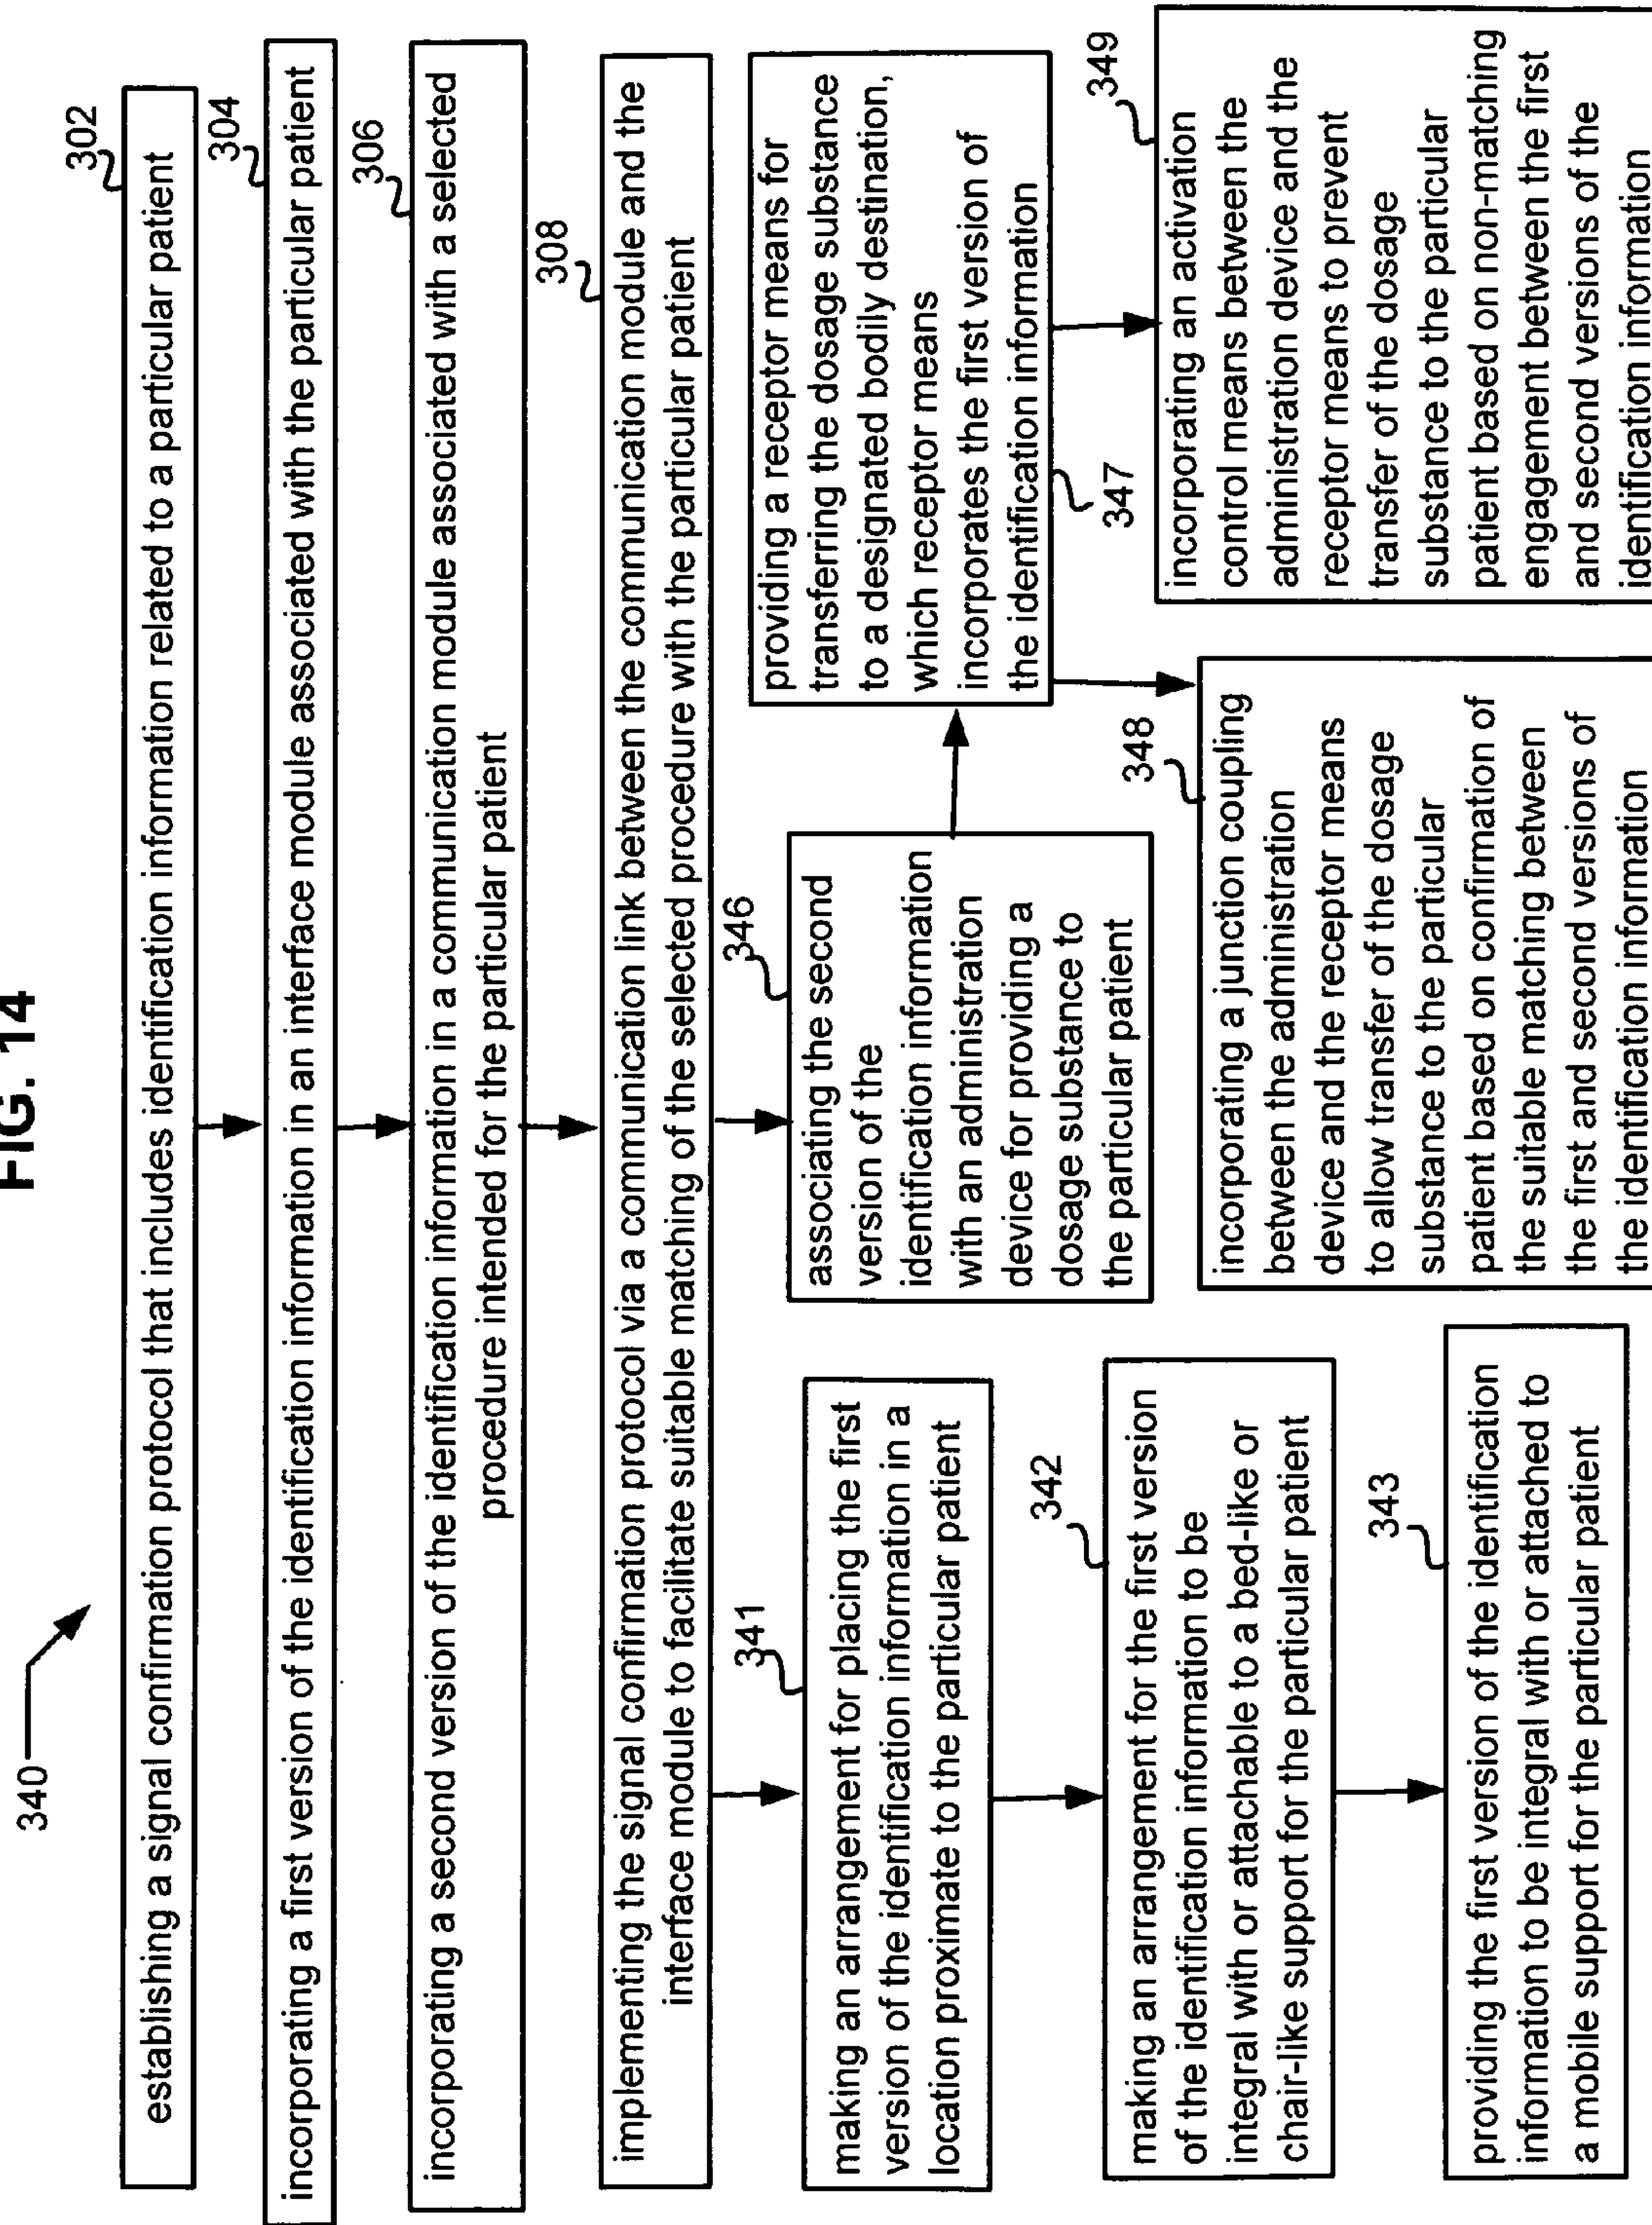 FIG. 14
340
302
establishing a signal confirmation protocol that includes identification information related to a particular patient
304
incorporating a first version of the identification information in an interface module associated with the particular patient
306
incorporating a second version of the identification information in a communication module associated with a selected
procedure intended for the particular patient
308
implementing the signal confirmation protocol via a communication link between the communication module and the
interface module to facilitate suitable matching of the selected procedure with the particular patient
341
making an arrangement for placing the first
version of the identification information in a
location proximate to the particular patient
342
making an arrangement for the first version
of the identification information to be
integral with or attachable to a bed-like or
chair-like support for the particular patient
343
providing the first version of the identification
information to be integral with or attached to
a mobile support for the particular patient
346
associating the second
version of the
identification information
with an administration
device for providing a
dosage substance to
the particular patient
providing a receptor means for
transferring the dosage substance
to a designated bodily destination,
which receptor means
incorporates the first version of
the identification information
347
348
incorporating a junction coupling
between the administration
device and the receptor means
to allow transfer of the dosage
substance to the particular
patient based on confirmation of
the suitable matching between
the first and second versions of
the identification information
349
incorporating an activation
control means between the
administration device and the
receptor means to prevent
transfer of the dosage
substance to the particular
patient based on non-matching
engagement between the first
and second versions of the
identification information